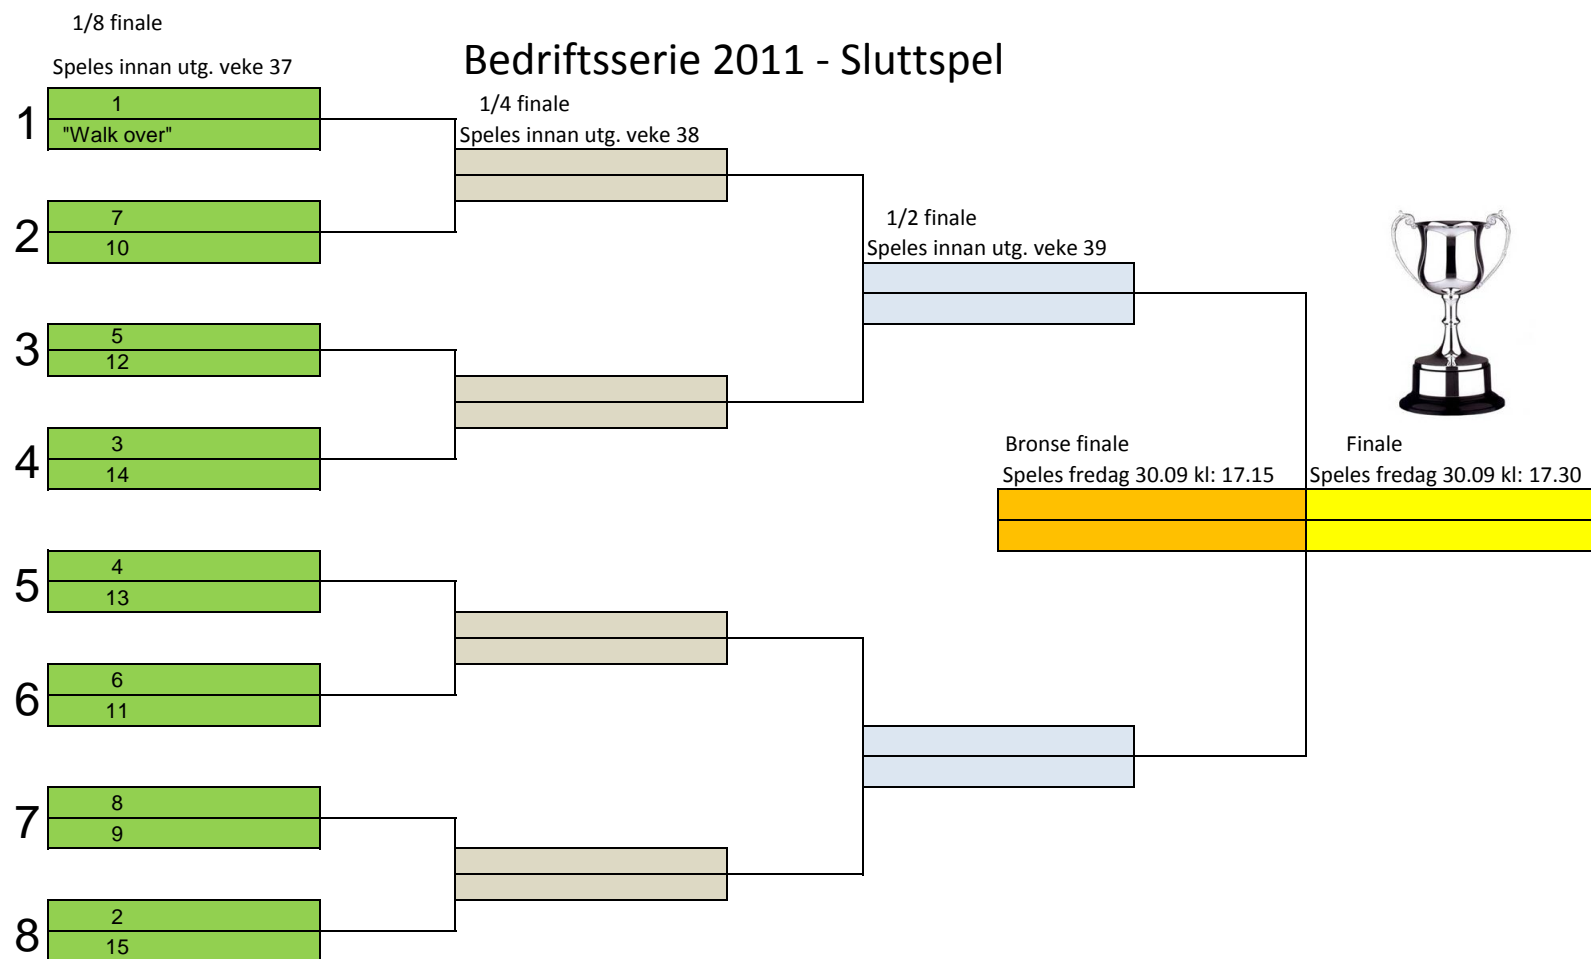 1/8 finale
Speles innan utg. veke 37
Bedriftsserie 2011 - Sluttspel
1/4 finale
Speles innan utg. veke 38
1/2 finale
Speles innan utg. veke 39
1
1
"Walk over"
2
7
10
3
5
12
4
3
14
5
4
13
6
6
11
7
8
9
8
2
15
Bronse finale
Speles fredag 30.09 kl: 17.15
Finale
Speles fredag 30.09 kl: 17.30